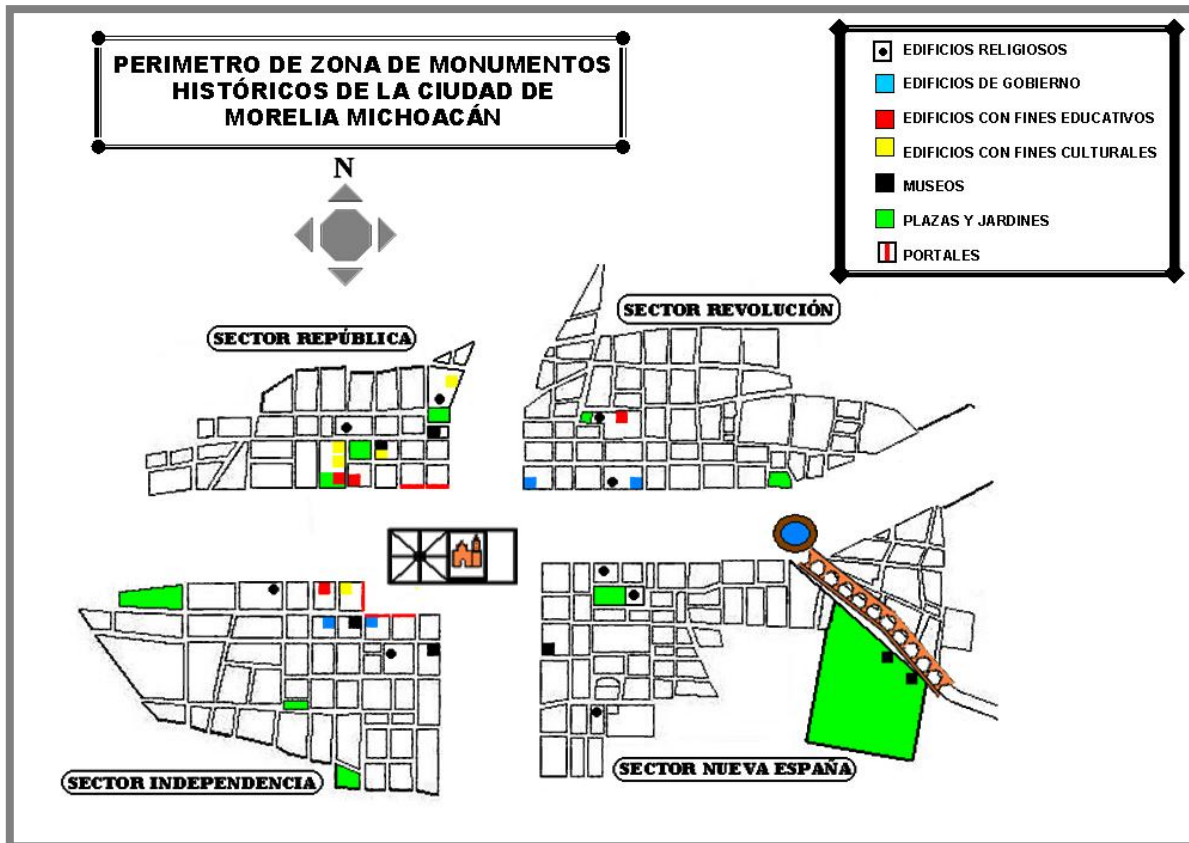 PERIMETRO DE ZONA DE MONUMENTOS
HISTÓRICOS DE LA CIUDAD DE
MORELIA MICHOACÁN
N
EDIFICIOS RELIGIOSOS
EDIFICIOS DE GOBIERNO
EDIFICIOS CON FINES EDUCATIVOS
EDIFICIOS CON FINES CULTURALES
MUSEOS
PLAZAS Y JARDINES
PORTALES
SECTOR REPÚBLICA
SECTOR REVOLUCIÓN
SECTOR INDEPENDENCIA
SECTOR NUEVA ESPAÑA